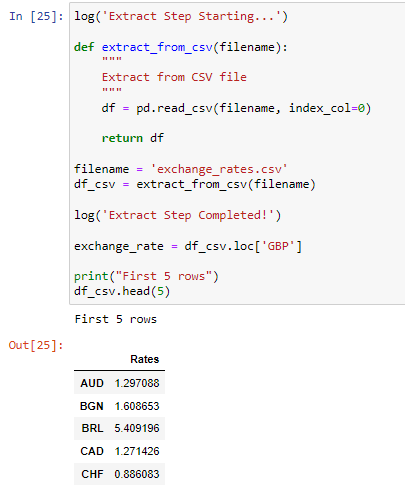 In [25]: log('Extract Step Starting...')
def extract_from_csv(filename):
"""
Extract from CSV file
"""
df = pd.read_csv(filename, index_col=0)
return df
filename = 'exchange_rates.csv'
df_csv = extract_from_csv(filename)
log('Extract Step Completed!')
exchange_rate = df_csv.loc['GBP']
print("First 5 rows")
df_csv.head(5)
First 5 rows
Out[25]:
Rates
AUD 1.297088
BGN 1.608653
BRL 5.409196
CAD 1.271426
CHF 0.886083